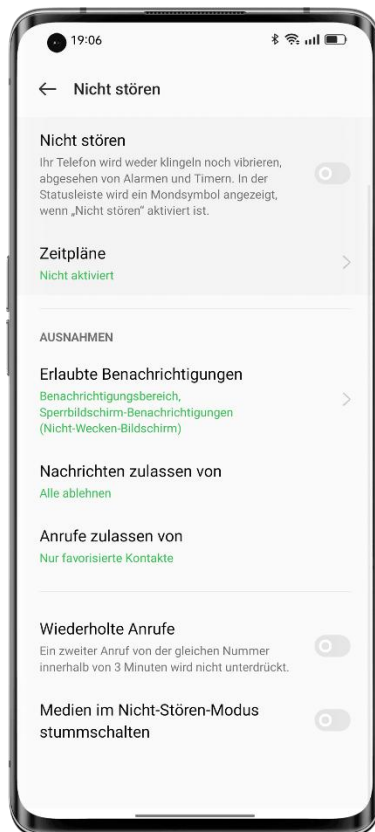 19:06
Nicht stören
Nicht stören
Ihr Telefon wird weder klingeln noch vibrieren,
abgesehen von Alarmen und Timern. In der
Statusleiste wird ein Mondsymbol angezeigt,
wenn „Nicht stören“ aktiviert ist.
Zeitpläne
Nicht aktiviert
AUSNAHMEN
Erlaubte Benachrichtigungen
Benachrichtigungsbereich,
Sperrbildschirm-Benachrichtigungen
(Nicht-Wecken-Bildschirm)
Nachrichten zulassen von
Alle ablehnen
Anrufe zulassen von
Nur favorisierte Kontakte
Wiederholte Anrufe
Ein zweiter Anruf von der gleichen Nummer
innerhalb von 3 Minuten wird nicht unterdrückt.
Medien im Nicht-Stören-Modus
stummschalten